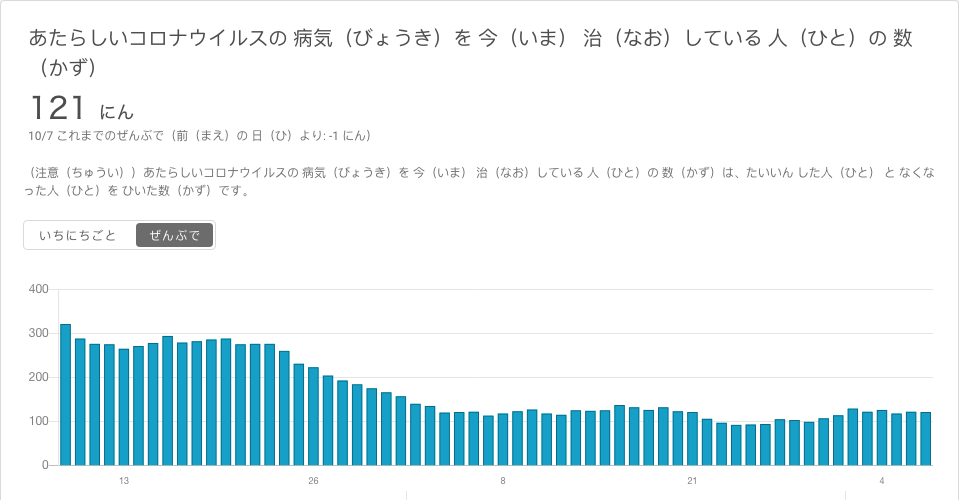 あたらしいコロナウイルスの 病気（びょうき）を 今（いま） 治（なお）している 人（ひと）の 数
（かず）
121 にん
10/7 これまでのぜんぶで（前（まえ）の 日（ひ）より: -1 にん）
（注意（ちゅうい））あたらしいコロナウイルスの 病気（びょうき）を 今（いま） 治（なお）している 人（ひと）の 数（かず）は、たいいん した人（ひと） と なくな
った人（ひと）を ひいた数（かず）です。
いちにちごと ぜんぶで
400
300
200
100
0
13 26 8 21 4